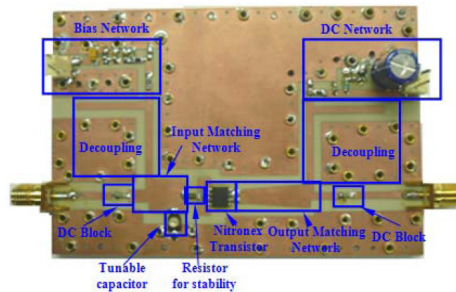 Bias Network
DC Network
Input Matching
Network
Decoupling
Decoupling
DC Block
Nitronex
Transistor
Output Matching
Network
DC Block
Tunable
capacitor
Resistor
for stability